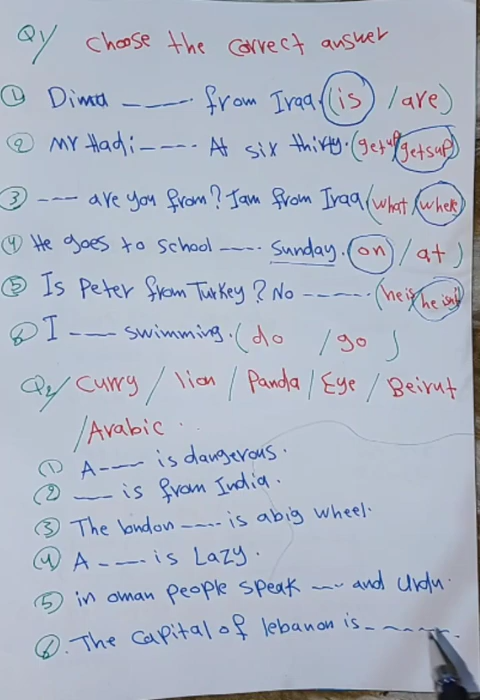 Q1/ choose the correct answer
① Dima ----. from Iraq. (is / are)
② Mr Hadi ----. At six thirty. (get up / gets up)
③ --- are you from? Iam from Iraq (what / where
④ He goes to school ----. Sunday. (on / at)
⑤ Is Peter from Turkey? No -----. (he is / he isn't
⑥ I ---- swimming. (do / go)
Q2/ Curry / lion / Panda / Eye / Beirut
/Arabic ..
① A---- is dangerous.
② ---- is from India.
③ The london ----. is abig wheel.
④ A ---- is Lazy.
⑤ in oman people speak ---- and Urdu.
⑥. The capital of lebanon is------.